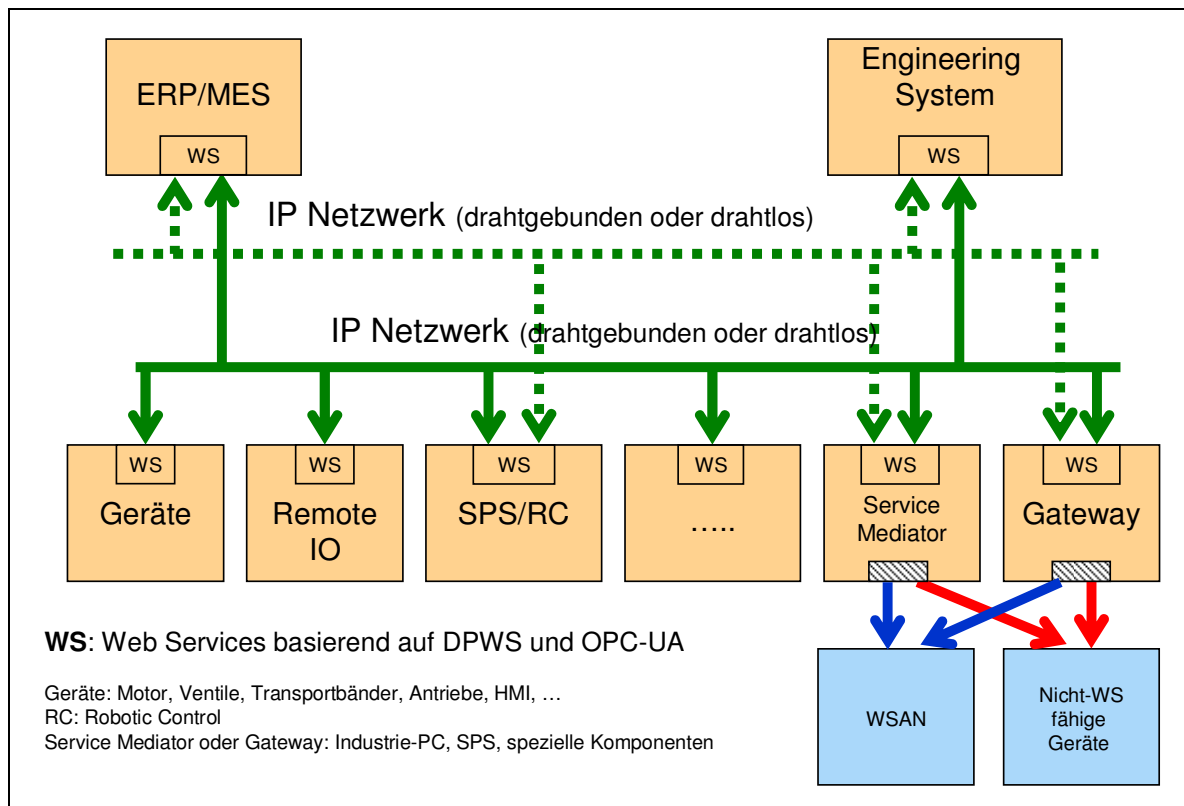 ERP/MES
WS
Engineering
System
WS
IP Netzwerk (drahtgebunden oder drahtlos)
IP Netzwerk (drahtgebunden oder drahtlos)
WS
Geräte
WS
Remote
IO
WS
SPS/RC
WS
.....
WS
Service
Mediator
WS
Gateway
WS: Web Services basierend auf DPWS und OPC-UA
Geräte: Motor, Ventile, Transportbänder, Antriebe, HMI, …
RC: Robotic Control
Service Mediator oder Gateway: Industrie-PC, SPS, spezielle Komponenten
WSAN
Nicht-WS
fähige
Geräte